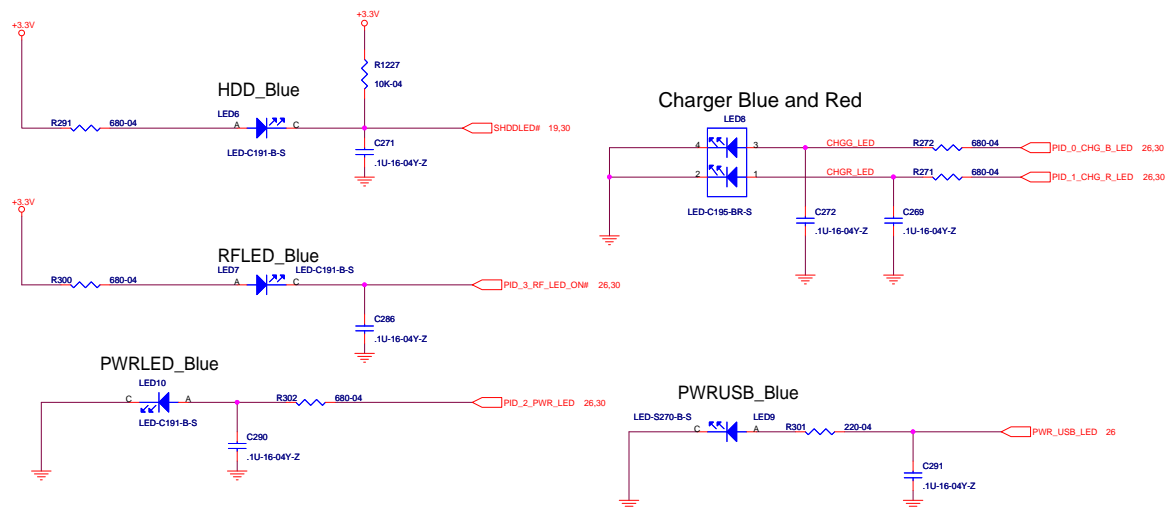 +3.3V
+3.3V
R1227
10K-04
HDD_Blue
LED6
R291
680-04
A
C
SHDDLED# 19,30
LED-C191-B-S
C271
.1U-16-04Y-Z
Charger Blue and Red
LED8
4
3
CHGG_LED
R272
680-04
PID_0_CHG_B_LED 26,30
2
1
CHGR_LED
R271
680-04
PID_1_CHG_R_LED 26,30
LED-C195-BR-S
C272
.1U-16-04Y-Z
C269
.1U-16-04Y-Z
+3.3V
RFLED_Blue
LED7
LED-C191-B-S
R300
680-04
A
C
PID_3_RF_LED_ON# 26,30
C286
.1U-16-04Y-Z
PWRLED_Blue
LED10
C
A
R302
680-04
PID_2_PWR_LED 26,30
LED-C191-B-S
C290
.1U-16-04Y-Z
PWRUSB_Blue
LED-S270-B-S
LED9
C
A
R301
220-04
PWR_USB_LED 26
C291
.1U-16-04Y-Z